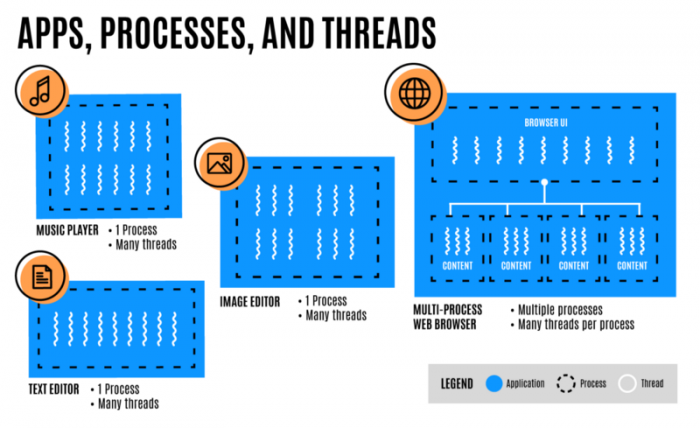 APPS, PROCESSES, AND THREADS
MUSIC PLAYER • 1 Process
• Many threads
TEXT EDITOR • 1 Process
• Many threads
IMAGE EDITOR • 1 Process
• Many threads
BROWSER UI
CONTENT CONTENT CONTENT CONTENT
MULTI-PROCESS • Multiple processes
WEB BROWSER • Many threads per process
LEGEND Application Process Thread